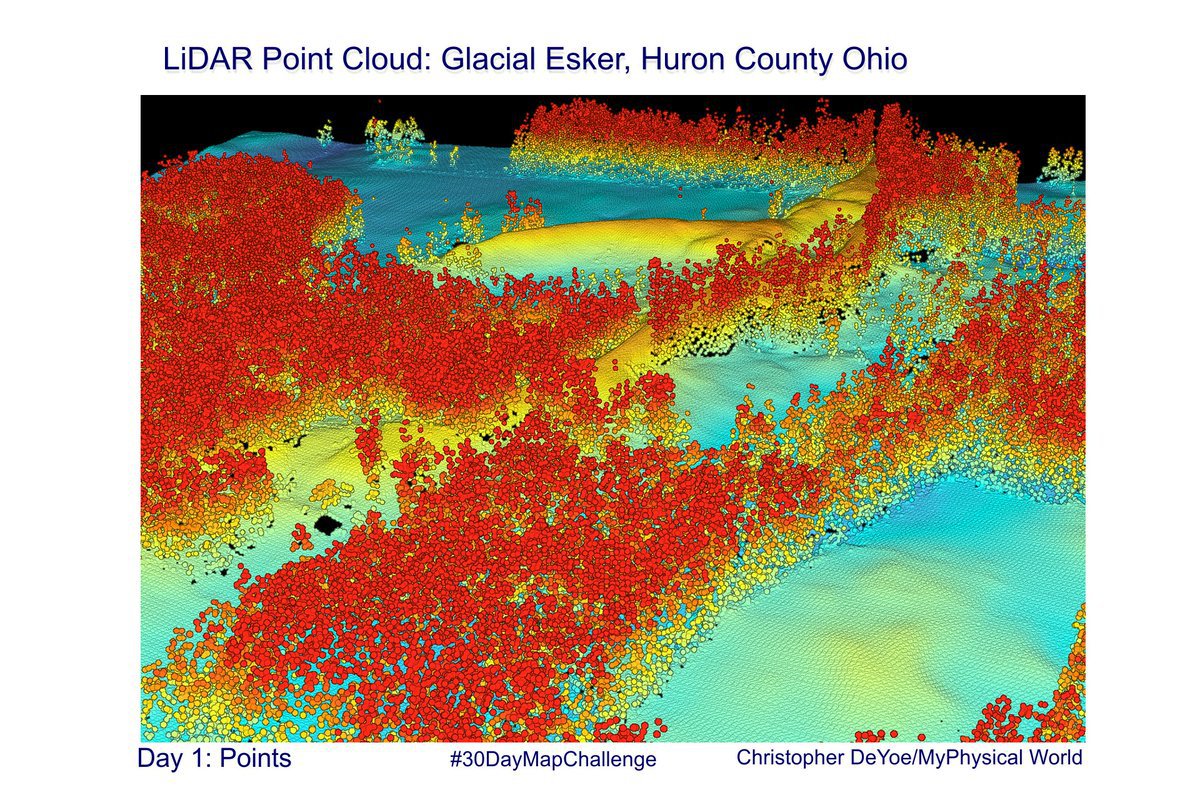 LiDAR Point Cloud: Glacial Esker, Huron County Ohio
Day 1: Points
#30DayMapChallenge
Christopher DeYoe/MyPhysical World